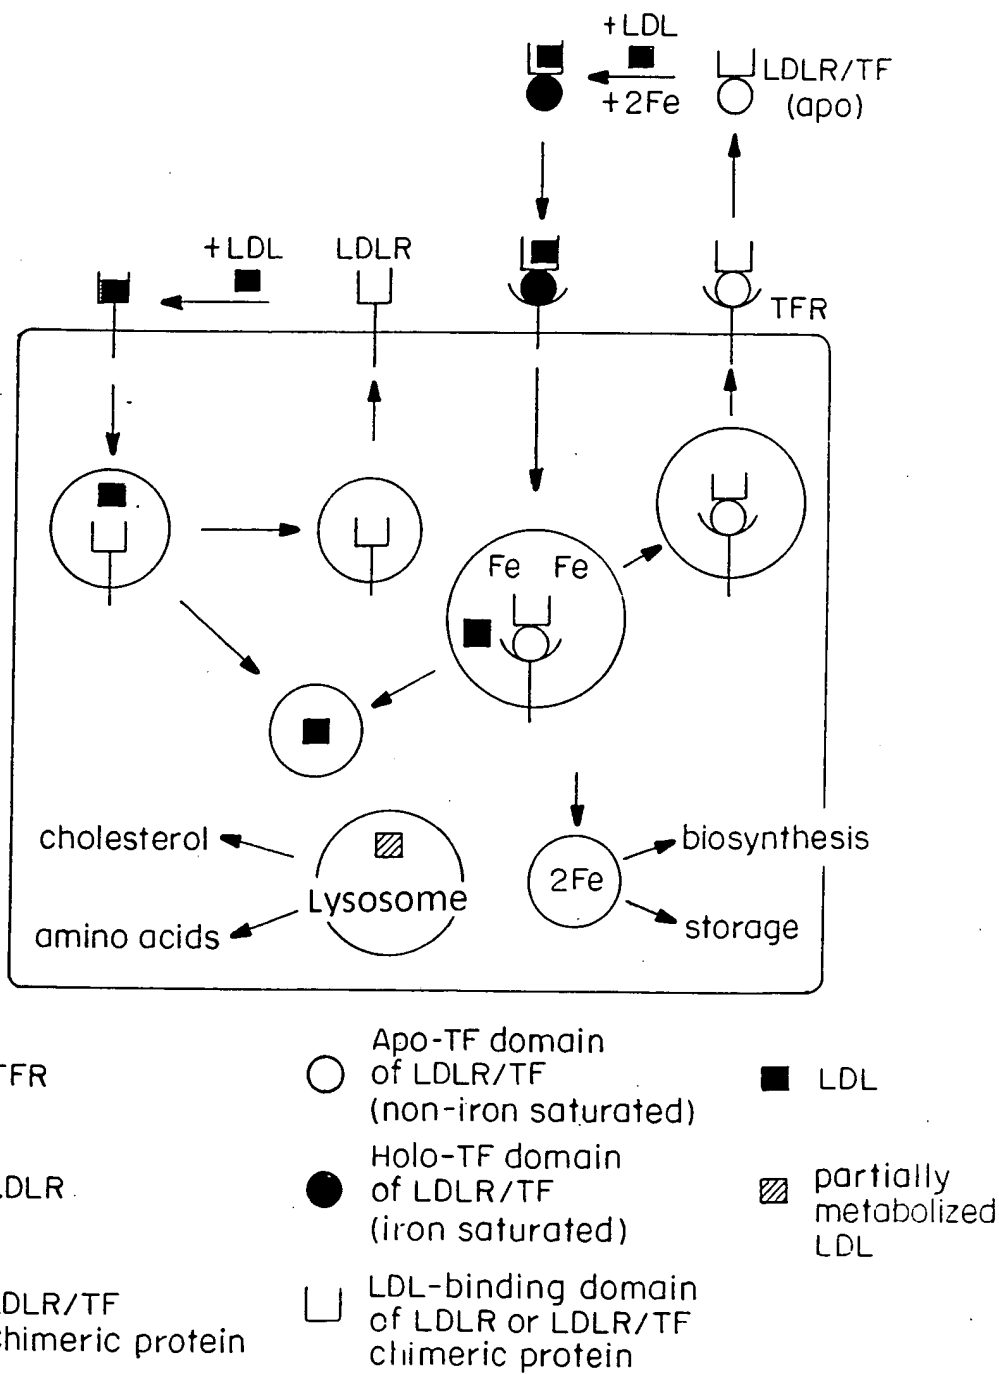 +LDL
+2Fe
LDLR/TF
(apo)
+LDL
LDLR
TFR
Fe Fe
cholesterol
Lysosome
amino acids
2Fe
biosynthesis
storage
TFR
Apo-TF domain
of LDLR/TF
(non-iron saturated)
LDL
LDLR
Holo-TF domain
of LDLR/TF
(iron saturated)
partially
metabolized
LDL
LDLR/TF
chimeric protein
LDL-binding domain
of LDLR or LDLR/TF
chimeric protein